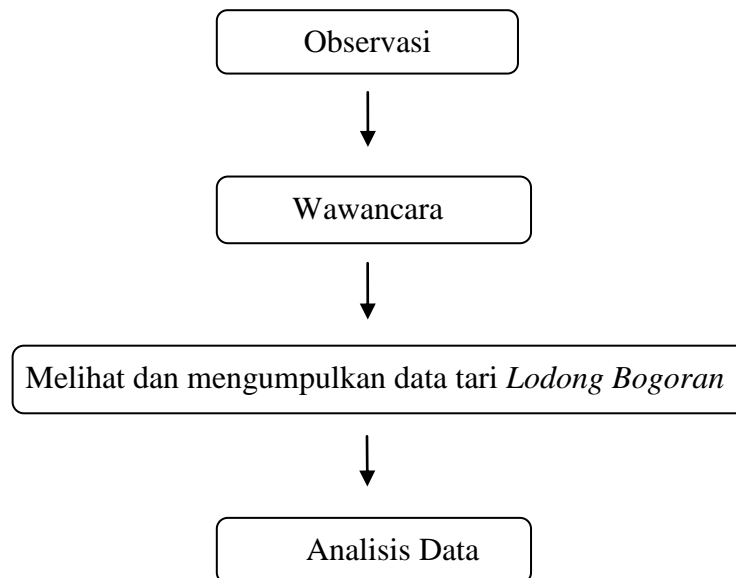 Observasi
Wawancara
Melihat dan mengumpulkan data tari Lodong Bogoran
Analisis Data